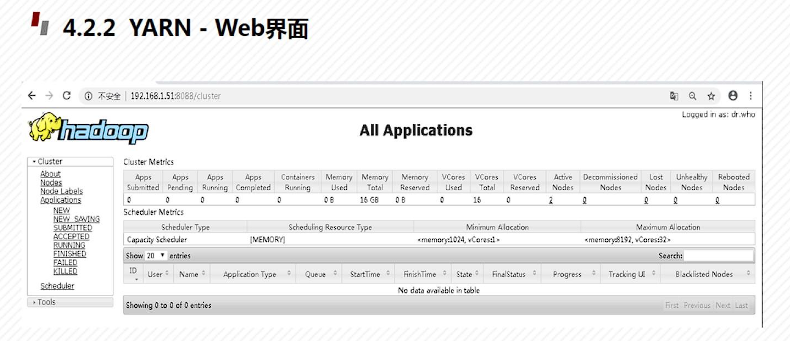 4.2.2 YARN - Web界面
不安全 | 192.168.1.51:8088/cluster
Logged in as: dr.who
hadoop
All Applications
Cluster
About
Nodes
Node Labels
Applications
NEW
NEW_SAVING
SUBMITTED
ACCEPTED
RUNNING
FINISHED
FAILED
KILLED
Scheduler
Tools
Cluster Metrics
Apps Submitted Apps Pending Apps Running Apps Completed Containers Running Memory Used Memory Total Memory Reserved VCores Used VCores Total VCores Reserved Active Nodes Decommissioned Nodes Lost Nodes Unhealthy Nodes Rebooted Nodes
0 0 0 0 0 0 B 16 GB 0 B 0 16 0 2 0 0 0 0
Scheduler Metrics
Scheduler Type Scheduling Resource Type Minimum Allocation Maximum Allocation
Capacity Scheduler [MEMORY] <memory:1024, vCores:1> <memory:8192, vCores:32>
Show 20 entries Search:
ID User Name Application Type Queue StartTime FinishTime State FinalStatus Progress Tracking UI Blacklisted Nodes
No data available in table
Showing 0 to 0 of 0 entries First Previous Next Last